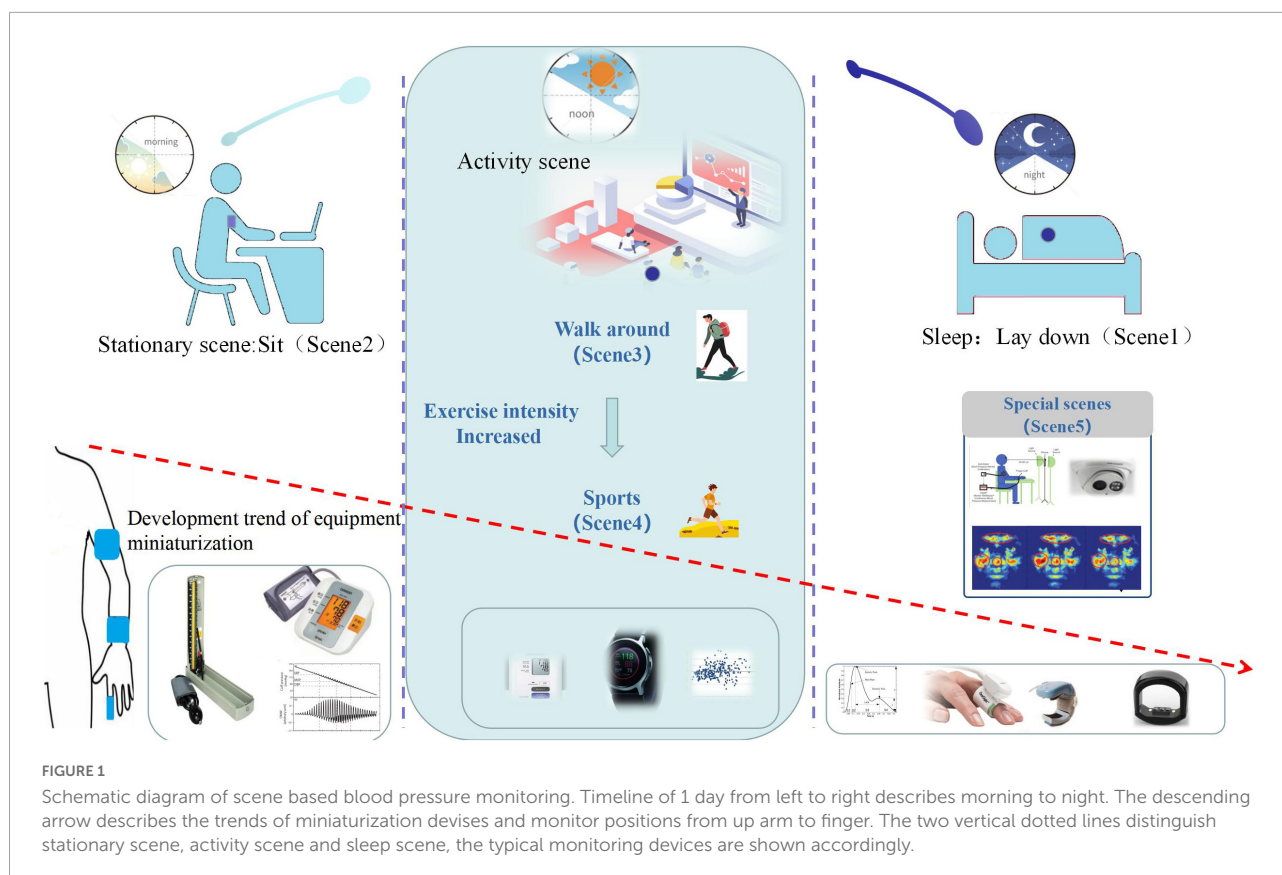 morning
noon
night
Activity scene
Stationary scene:Sit（Scene2）
Walk around
(Scene3)
Sleep：Lay down（Scene1）
Exercise intensity
Increased
Special scenes
(Scene5)
Sports
(Scene4)
Development trend of equipment
miniaturization
118
FIGURE 1
Schematic diagram of scene based blood pressure monitoring. Timeline of 1 day from left to right describes morning to night. The descending
arrow describes the trends of miniaturization devises and monitor positions from up arm to finger. The two vertical dotted lines distinguish
stationary scene, activity scene and sleep scene, the typical monitoring devices are shown accordingly.